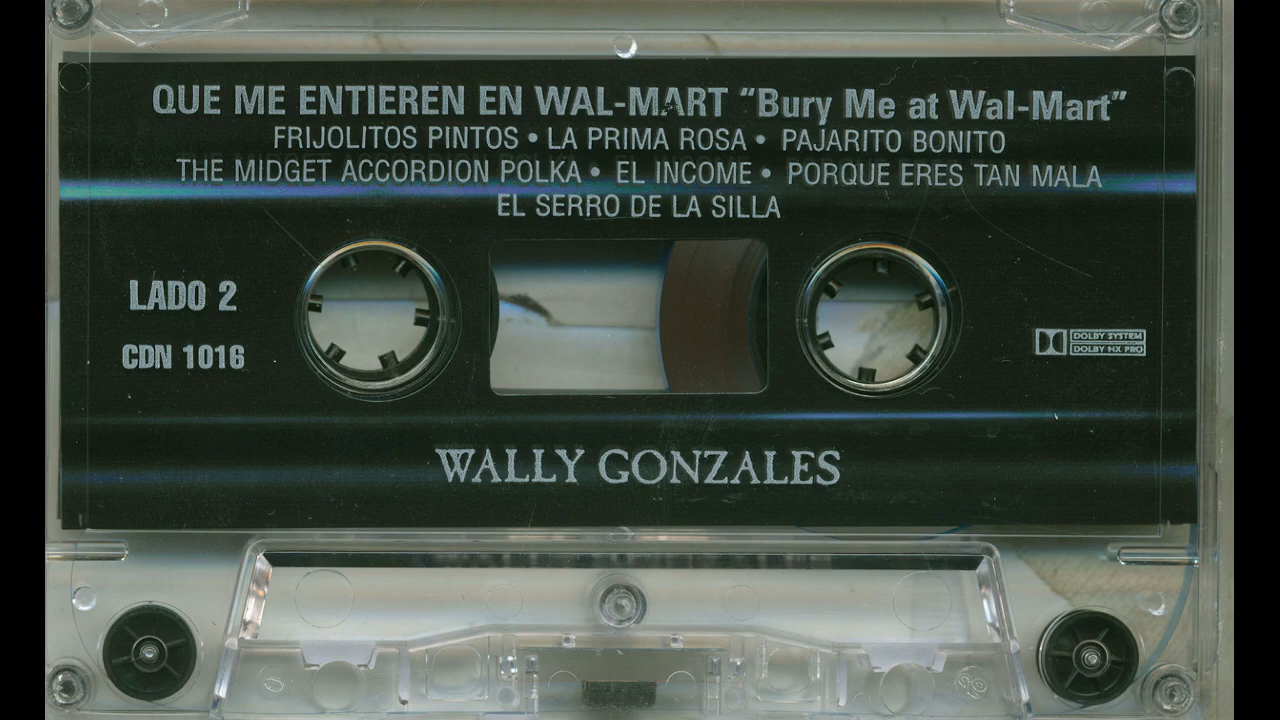 QUE ME ENTIEREN EN WAL-MART “Bury Me at Wal-Mart”
FRIJOLITOS PINTOS • LA PRIMA ROSA • PAJARITO BONITO
THE MIDGET ACCORDION POLKA • EL INCOME • PORQUE ERES TAN MALA
EL SERRO DE LA SILLA
LADO 2
CDN 1016
DOLBY SYSTEM
DOLBY HX PRO
WALLY GONZALES